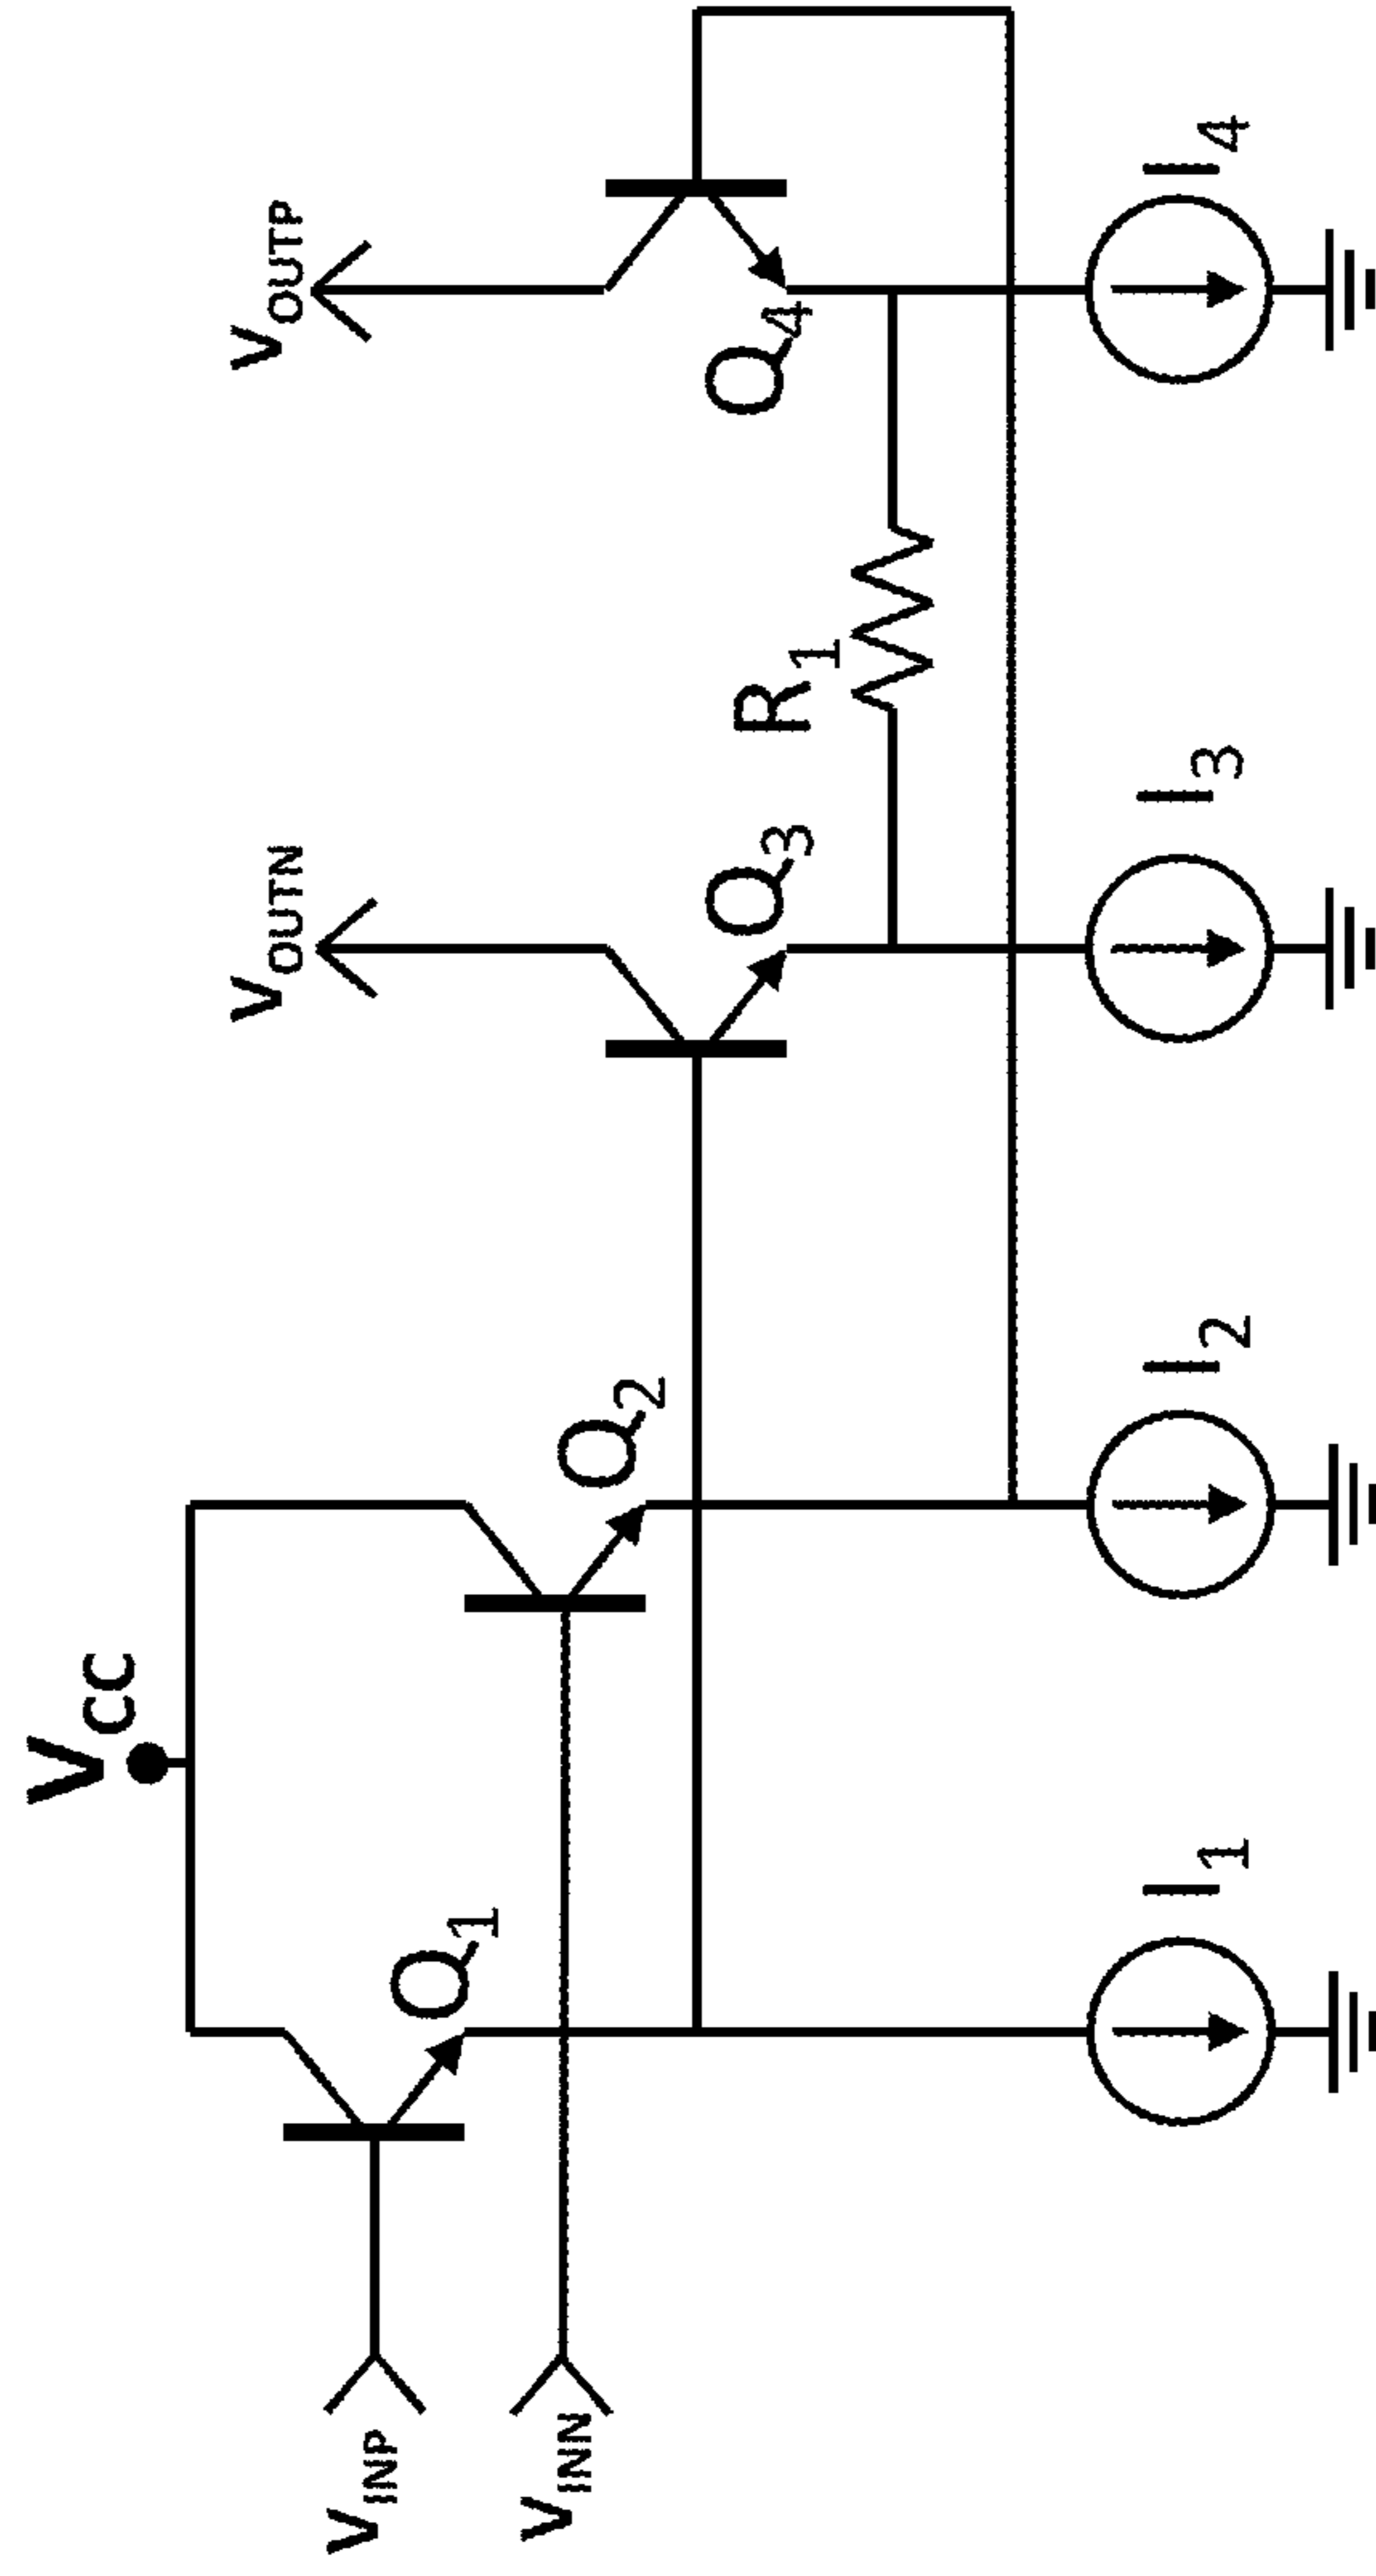 VCC
VINP
VINN
Q1
Q2
VOUTN
VOUTP
Q3
Q4
R1
I1
I2
I3
I4